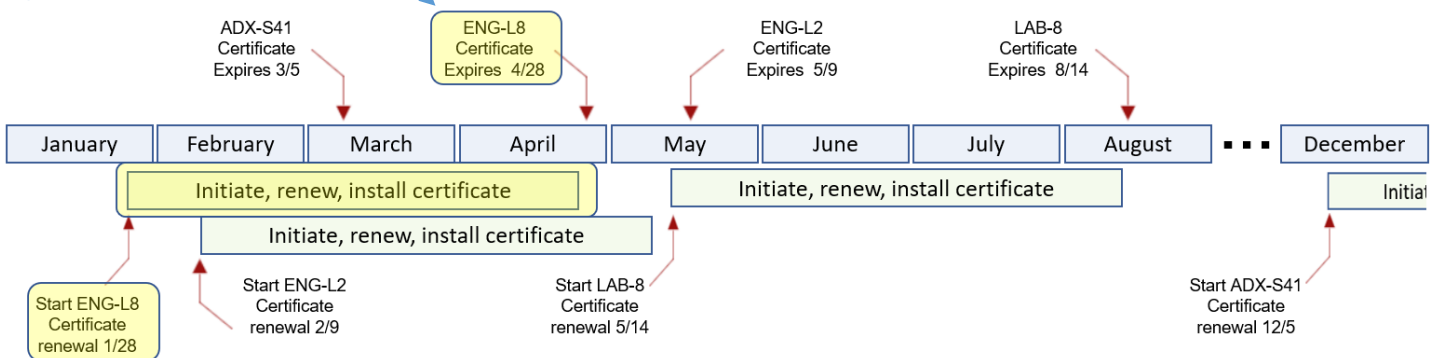 ADX-S41
Certificate
Expires 3/5
ENG-L8
Certificate
Expires 4/28
ENG-L2
Certificate
Expires 5/9
LAB-8
Certificate
Expires 8/14
January
February
March
April
May
June
July
August
December
Initiate, renew, install certificate
Initiate, renew, install certificate
Initiat
Initiate, renew, install certificate
Start ENG-L8
Certificate
renewal 1/28
Start ENG-L2
Certificate
renewal 2/9
Start LAB-8
Certificate
renewal 5/14
Start ADX-S41
Certificate
renewal 12/5